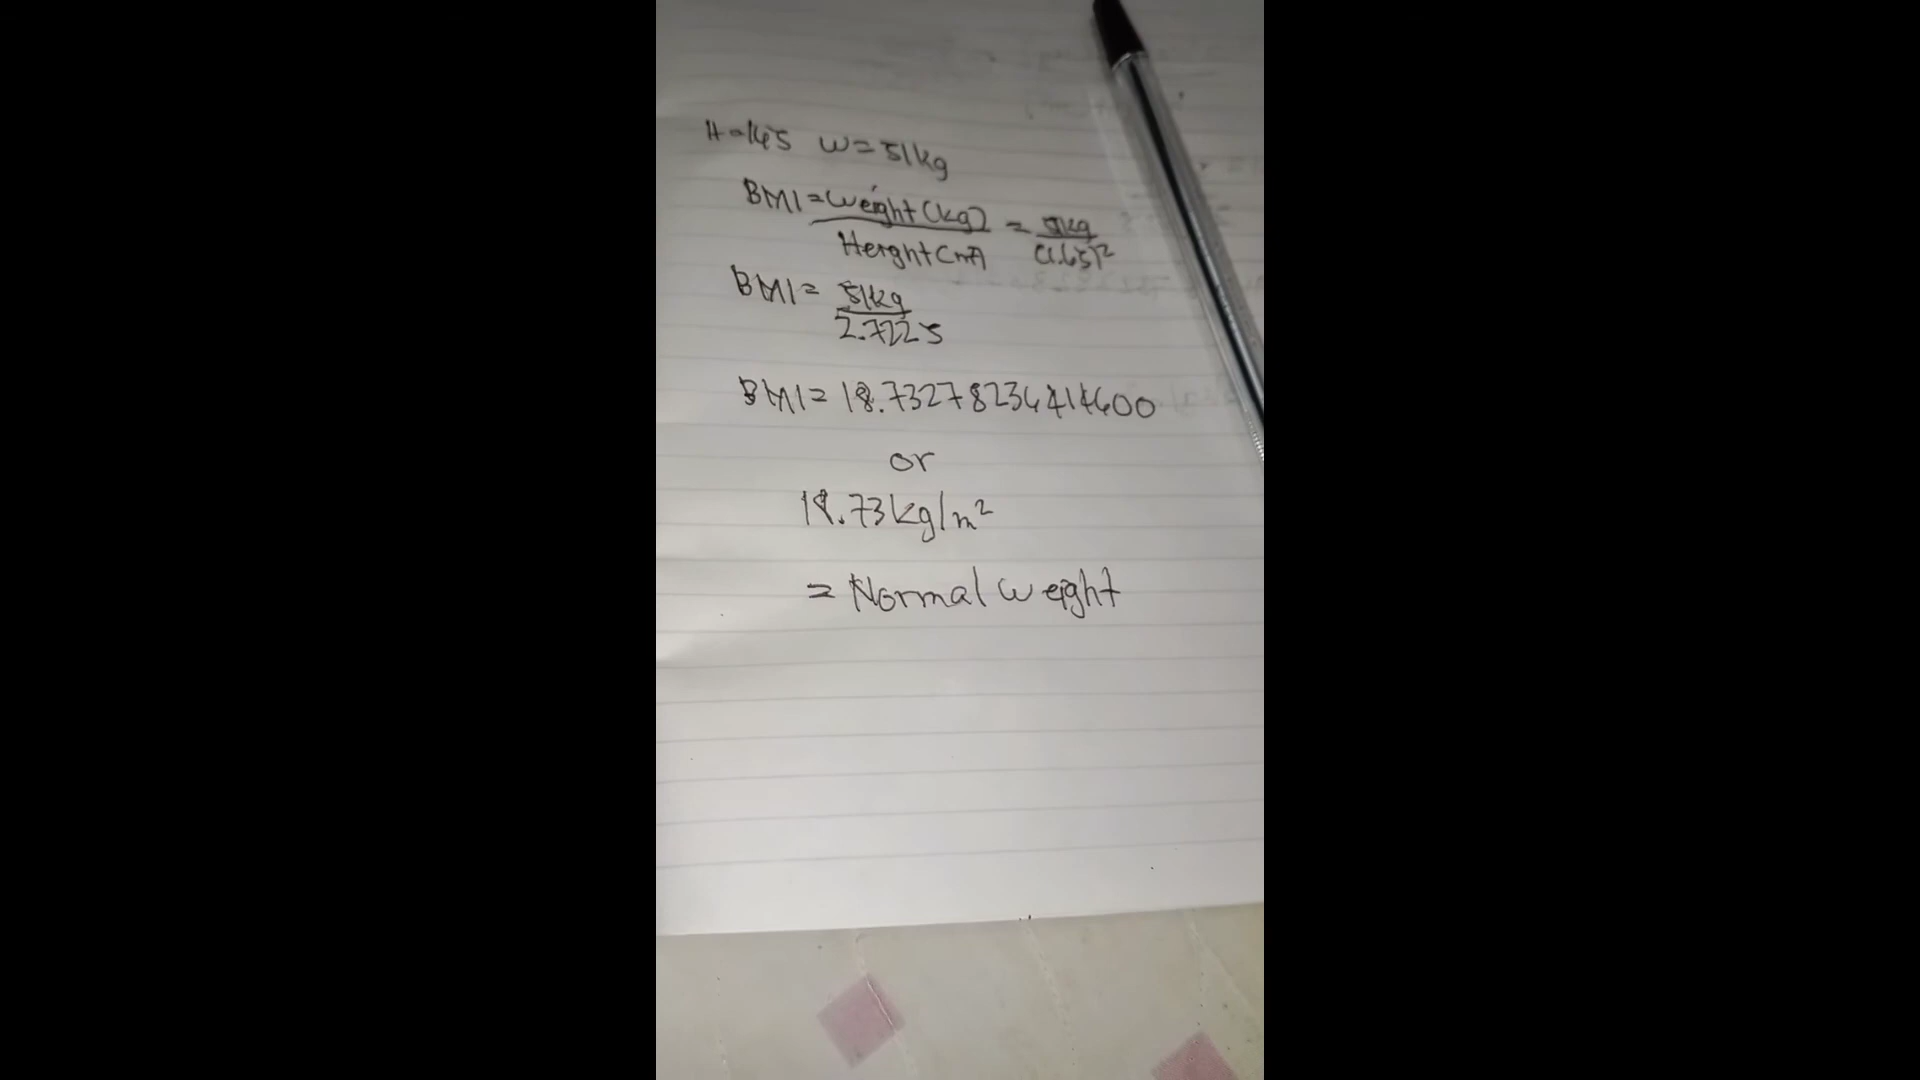 H=165 W=51kg
BMI=Weight(kg) = 51kg
Height(m²) (1.65)²
BMI= 51kg
2.7225
BMI= 18.73278236414600
or
18.73kg/m²
=Normal weight